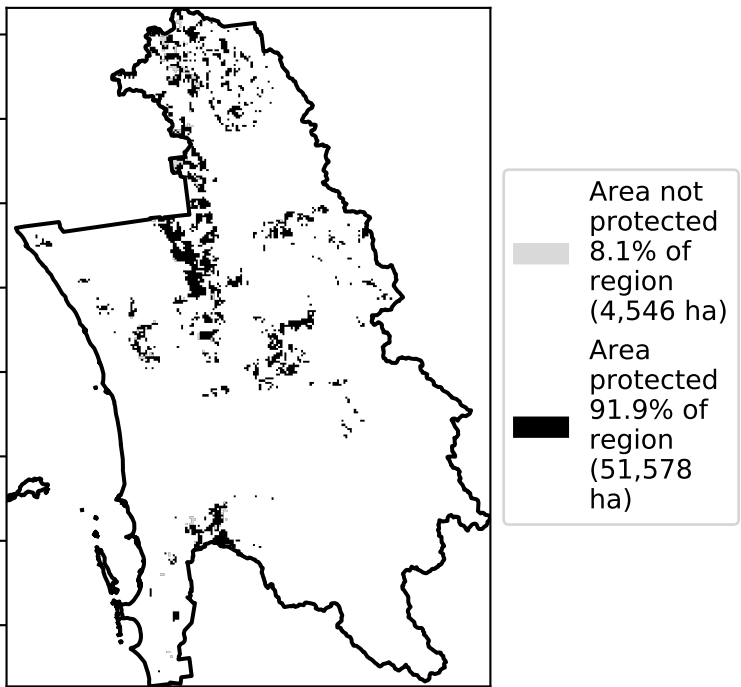 Area not
protected
8.1% of
region
(4,546 ha)
Area
protected
91.9% of
region
(51,578
ha)